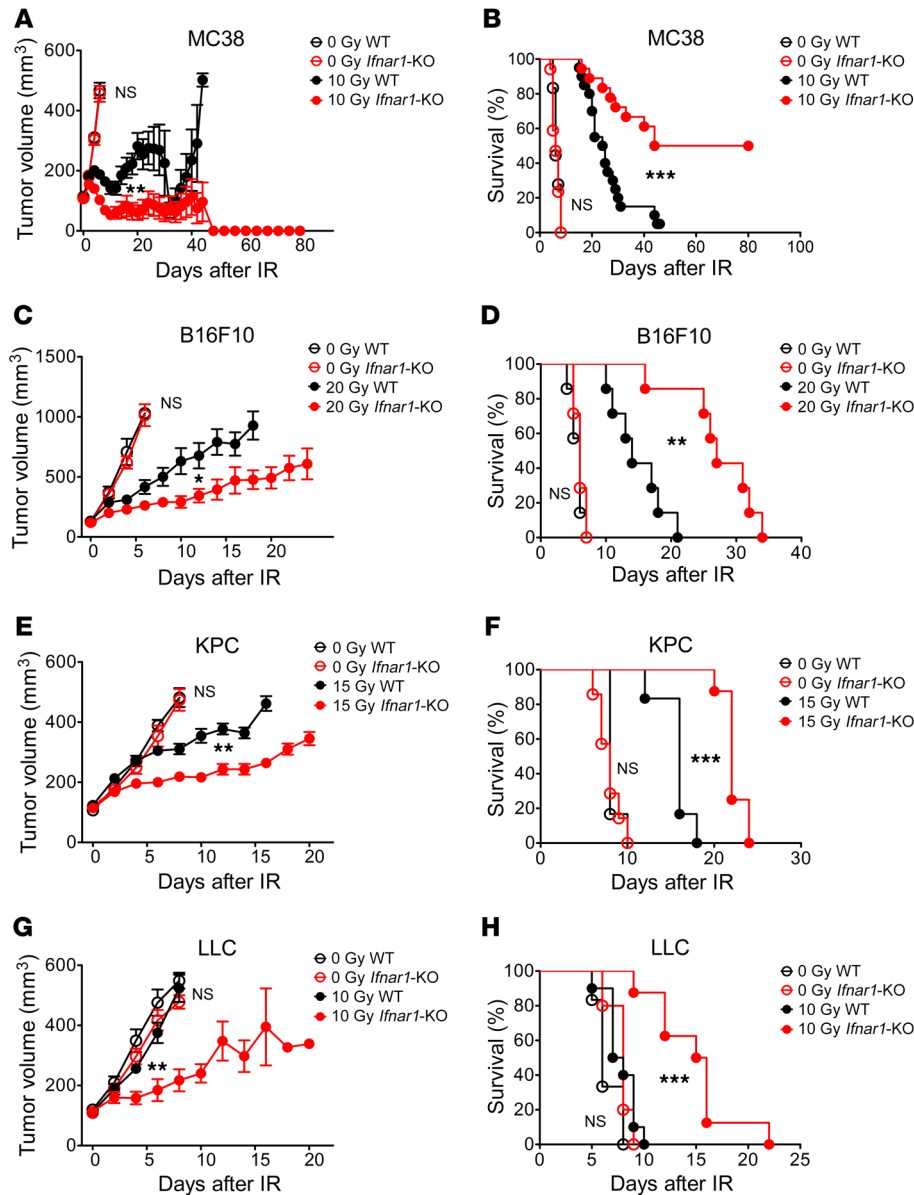 A
MC38
0 Gy WT
0 Gy Ifnar1-KO
10 Gy WT
10 Gy Ifnar1-KO
Tumor volume (mm³)
600
400
200
0
NS
**
0 20 40 60 80
Days after IR
B
MC38
0 Gy WT
0 Gy Ifnar1-KO
10 Gy WT
10 Gy Ifnar1-KO
Survival (%)
100
80
60
40
20
0
NS
***
0 20 40 60 80 100
Days after IR
C
B16F10
0 Gy WT
0 Gy Ifnar1-KO
20 Gy WT
20 Gy Ifnar1-KO
Tumor volume (mm³)
1500
1000
500
0
NS
*
0 5 10 15 20 25
Days after IR
D
B16F10
0 Gy WT
0 Gy Ifnar1-KO
20 Gy WT
20 Gy Ifnar1-KO
Survival (%)
100
80
60
40
20
0
NS
**
0 10 20 30 40
Days after IR
E
KPC
0 Gy WT
0 Gy Ifnar1-KO
15 Gy WT
15 Gy Ifnar1-KO
Tumor volume (mm³)
600
400
200
0
NS
**
0 5 10 15 20
Days after IR
F
KPC
0 Gy WT
0 Gy Ifnar1-KO
15 Gy WT
15 Gy Ifnar1-KO
Survival (%)
100
80
60
40
20
0
NS
***
0 10 20 30
Days after IR
G
LLC
0 Gy WT
0 Gy Ifnar1-KO
10 Gy WT
10 Gy Ifnar1-KO
Tumor volume (mm³)
600
400
200
0
NS
**
0 5 10 15 20
Days after IR
H
LLC
0 Gy WT
0 Gy Ifnar1-KO
10 Gy WT
10 Gy Ifnar1-KO
Survival (%)
100
80
60
40
20
0
NS
***
5 10 15 20 25
Days after IR